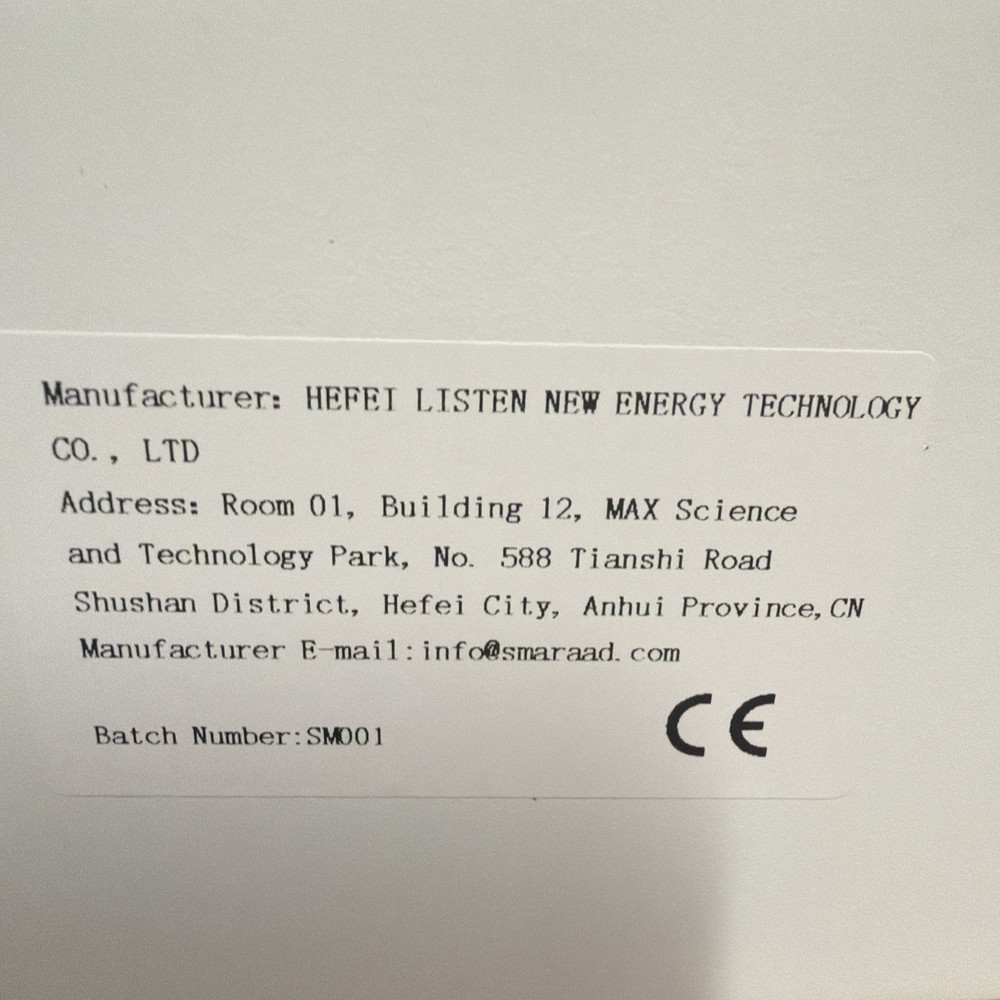 Manufacturer: HEFEI LISTEN NEW ENERGY TECHNOLOGY
CO., LTD
Address: Room 01, Building 12, MAX Science
and Technology Park, No. 588 Tianshi Road
Shushan District, Hefei City, Anhui Province, CN
Manufacturer E-mail:info@smaraad.com
Batch Number:SM001
CE